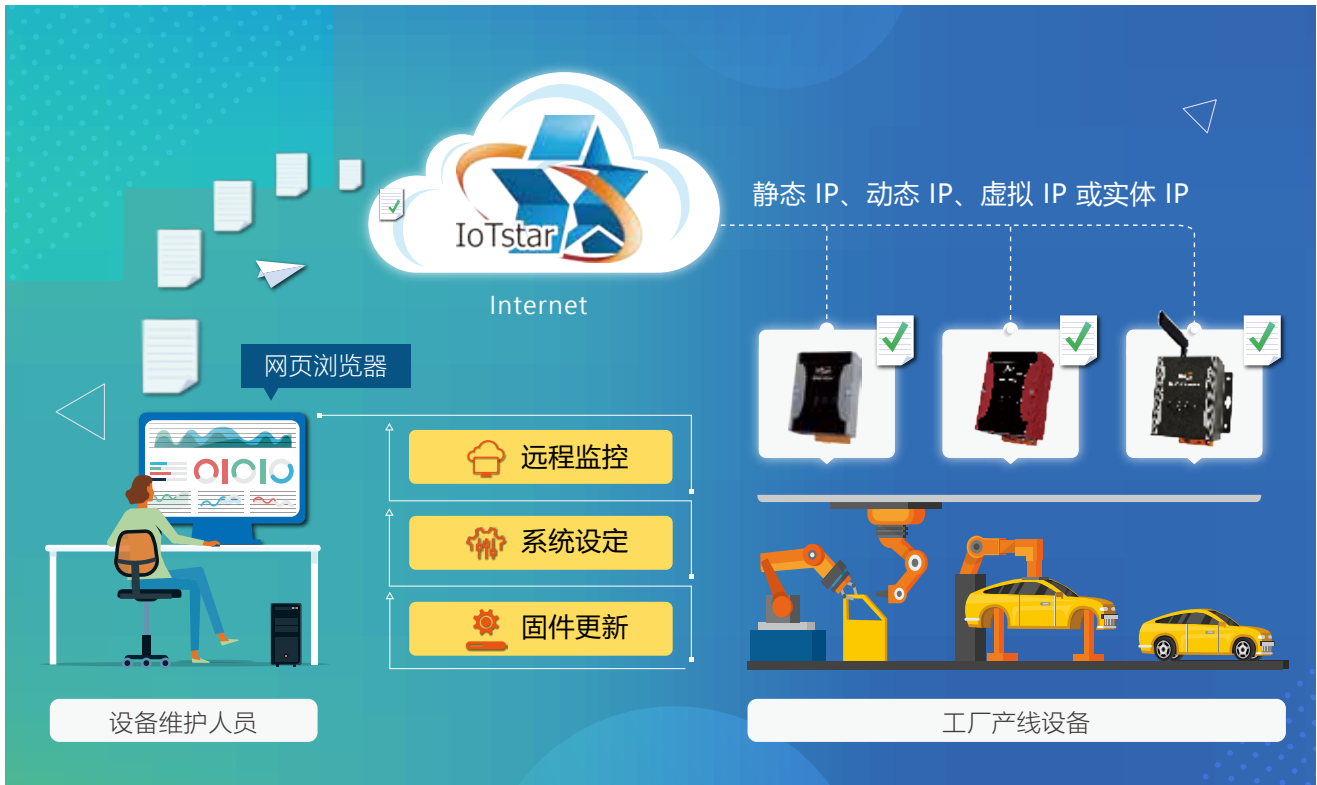 IoTstar
Internet
静态 IP、动态 IP、虚拟 IP 或实体 IP
网页浏览器
远程监控
系统设定
固件更新
设备维护人员
工厂产线设备